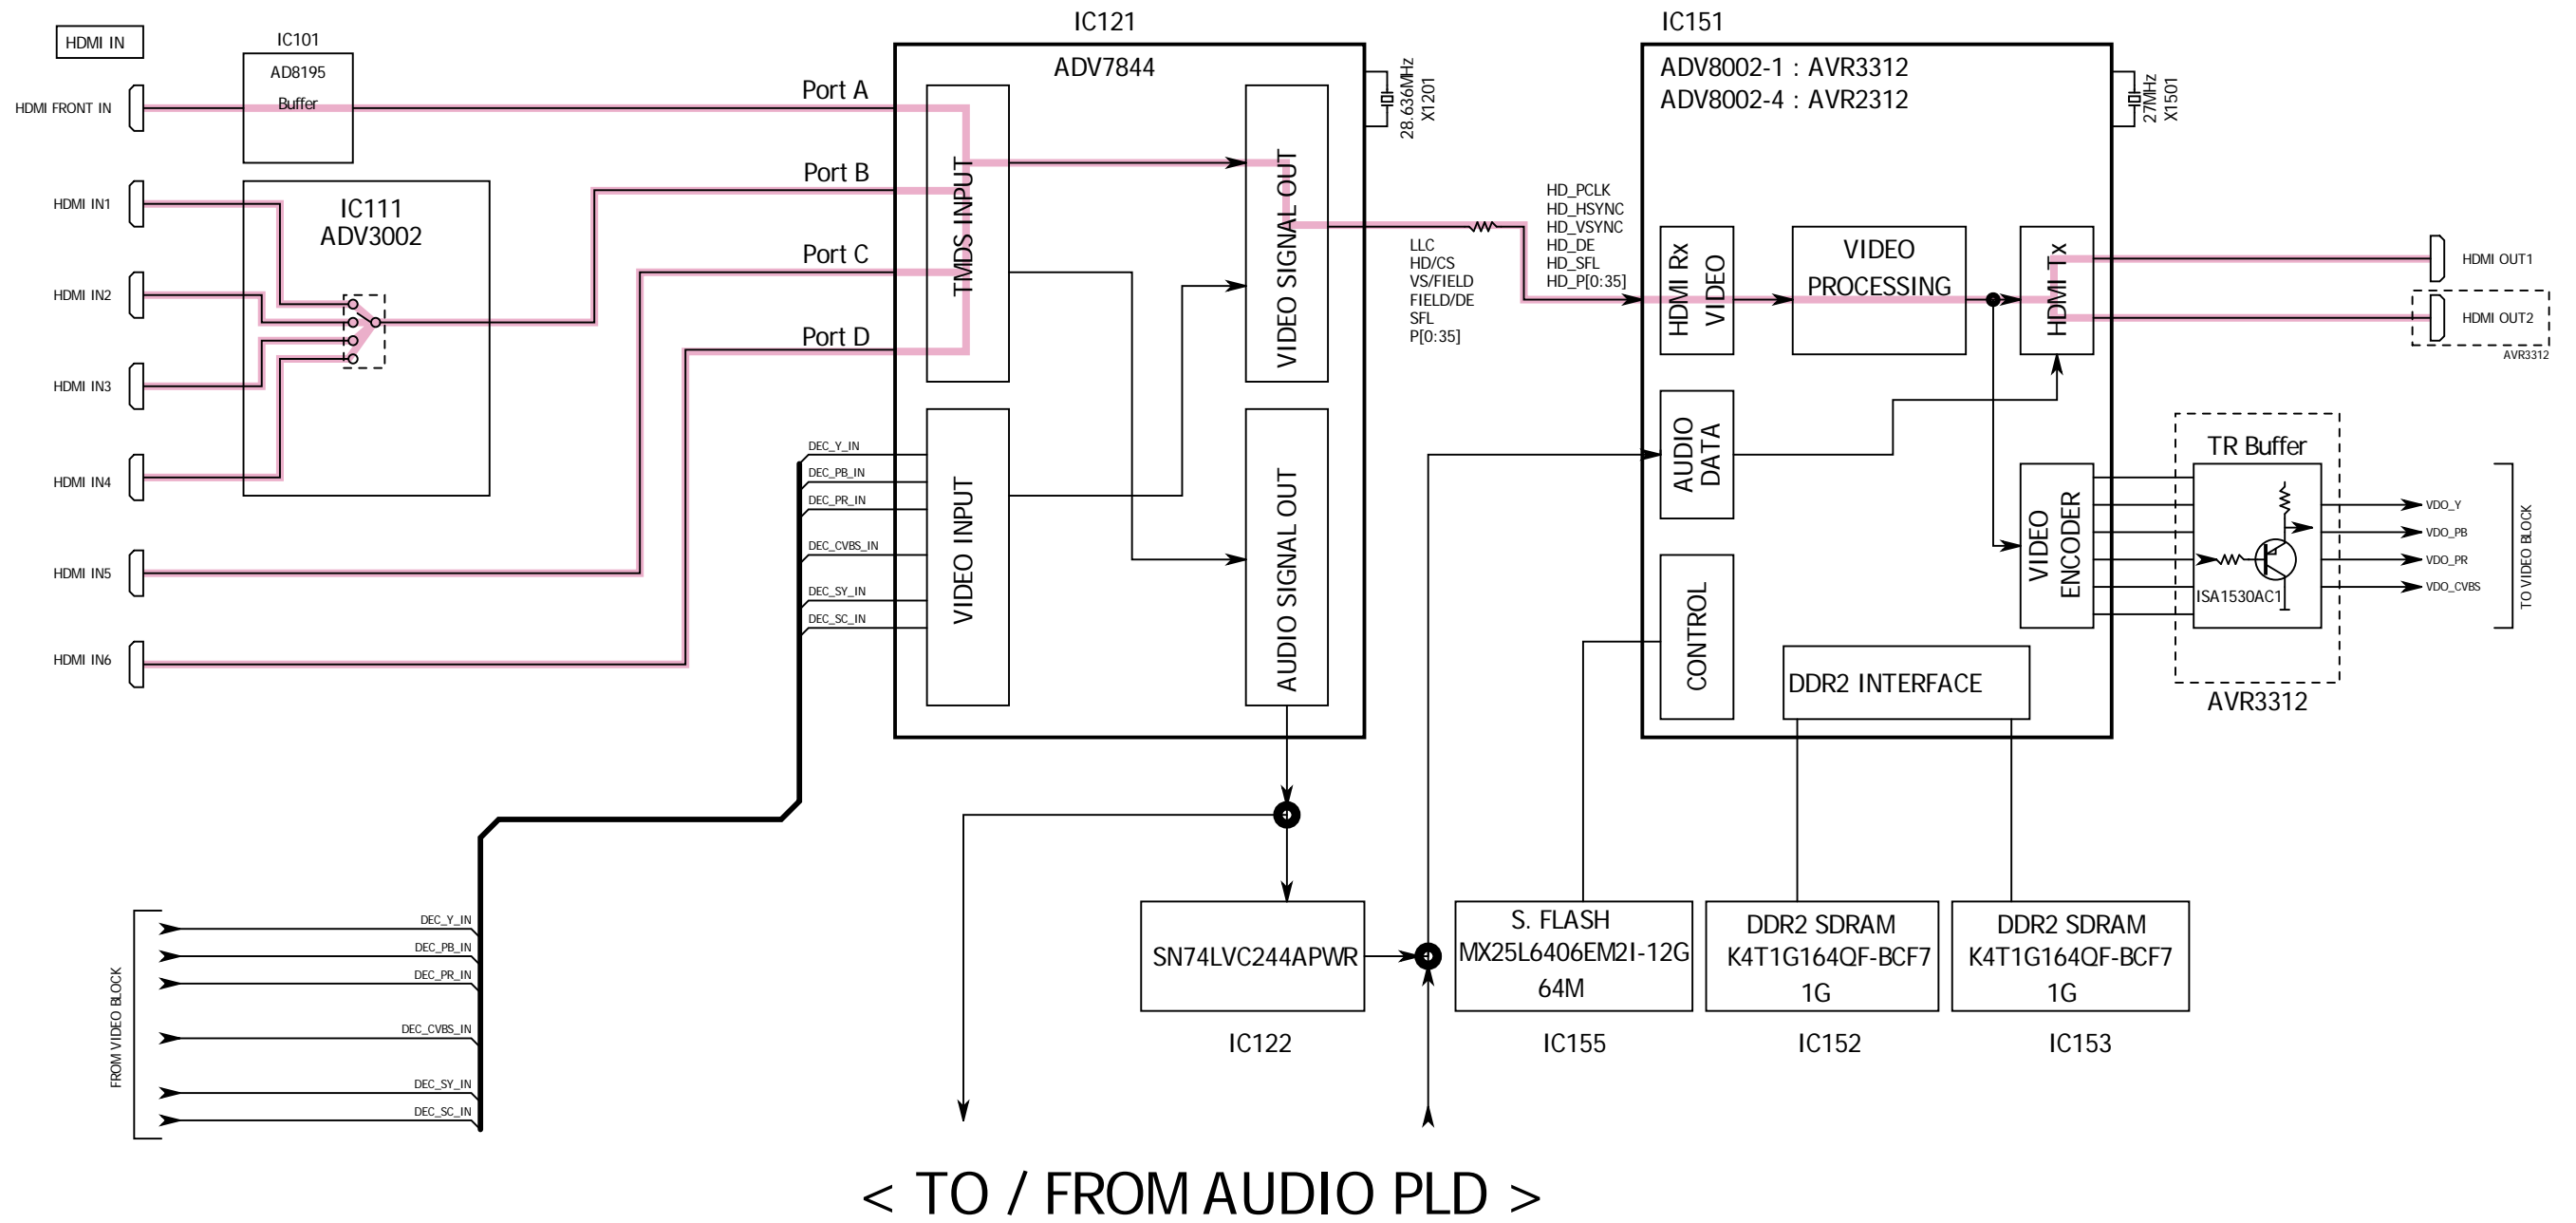 HDMI IN
IC101
AD8195
Buffer
HDMI FRONT IN
HDMI IN1
HDMI IN2
HDMI IN3
HDMI IN4
HDMI IN5
HDMI IN6
IC111
ADV3002
Port A
Port B
Port C
Port D
IC121
ADV7844
TMDS INPUT
VIDEO SIGNAL OUT
VIDEO INPUT
AUDIO SIGNAL OUT
28.636MHz
X1201
DEC_Y_IN
DEC_PB_IN
DEC_PR_IN
DEC_CVBS_IN
DEC_SY_IN
DEC_SC_IN
LLC
HD/CS
VS/FIELD
FIELD/DE
SFL
P[0:35]
HD_PCLK
HD_HSYNC
HD_VSYNC
HD_DE
HD_SFL
HD_P[0:35]
IC151
ADV8002-1 : AVR3312
ADV8002-4 : AVR2312
27MHz
X1501
HDMI Rx
VIDEO
VIDEO
PROCESSING
HDMI Tx
AUDIO
DATA
CONTROL
VIDEO
ENCODER
DDR2 INTERFACE
HDMI OUT1
HDMI OUT2
AVR3312
TR Buffer
ISA1530AC1
AVR3312
VDO_Y
VDO_PB
VDO_PR
VDO_CVBS
TO VIDEO BLOCK
FROM VIDEO BLOCK
DEC_Y_IN
DEC_PB_IN
DEC_PR_IN
DEC_CVBS_IN
DEC_SY_IN
DEC_SC_IN
SN74LVC244APWR
IC122
S. FLASH
MX25L6406EM2I-12G
64M
IC155
DDR2 SDRAM
K4T1G164QF-BCF7
1G
IC152
DDR2 SDRAM
K4T1G164QF-BCF7
1G
IC153
< TO / FROM AUDIO PLD >